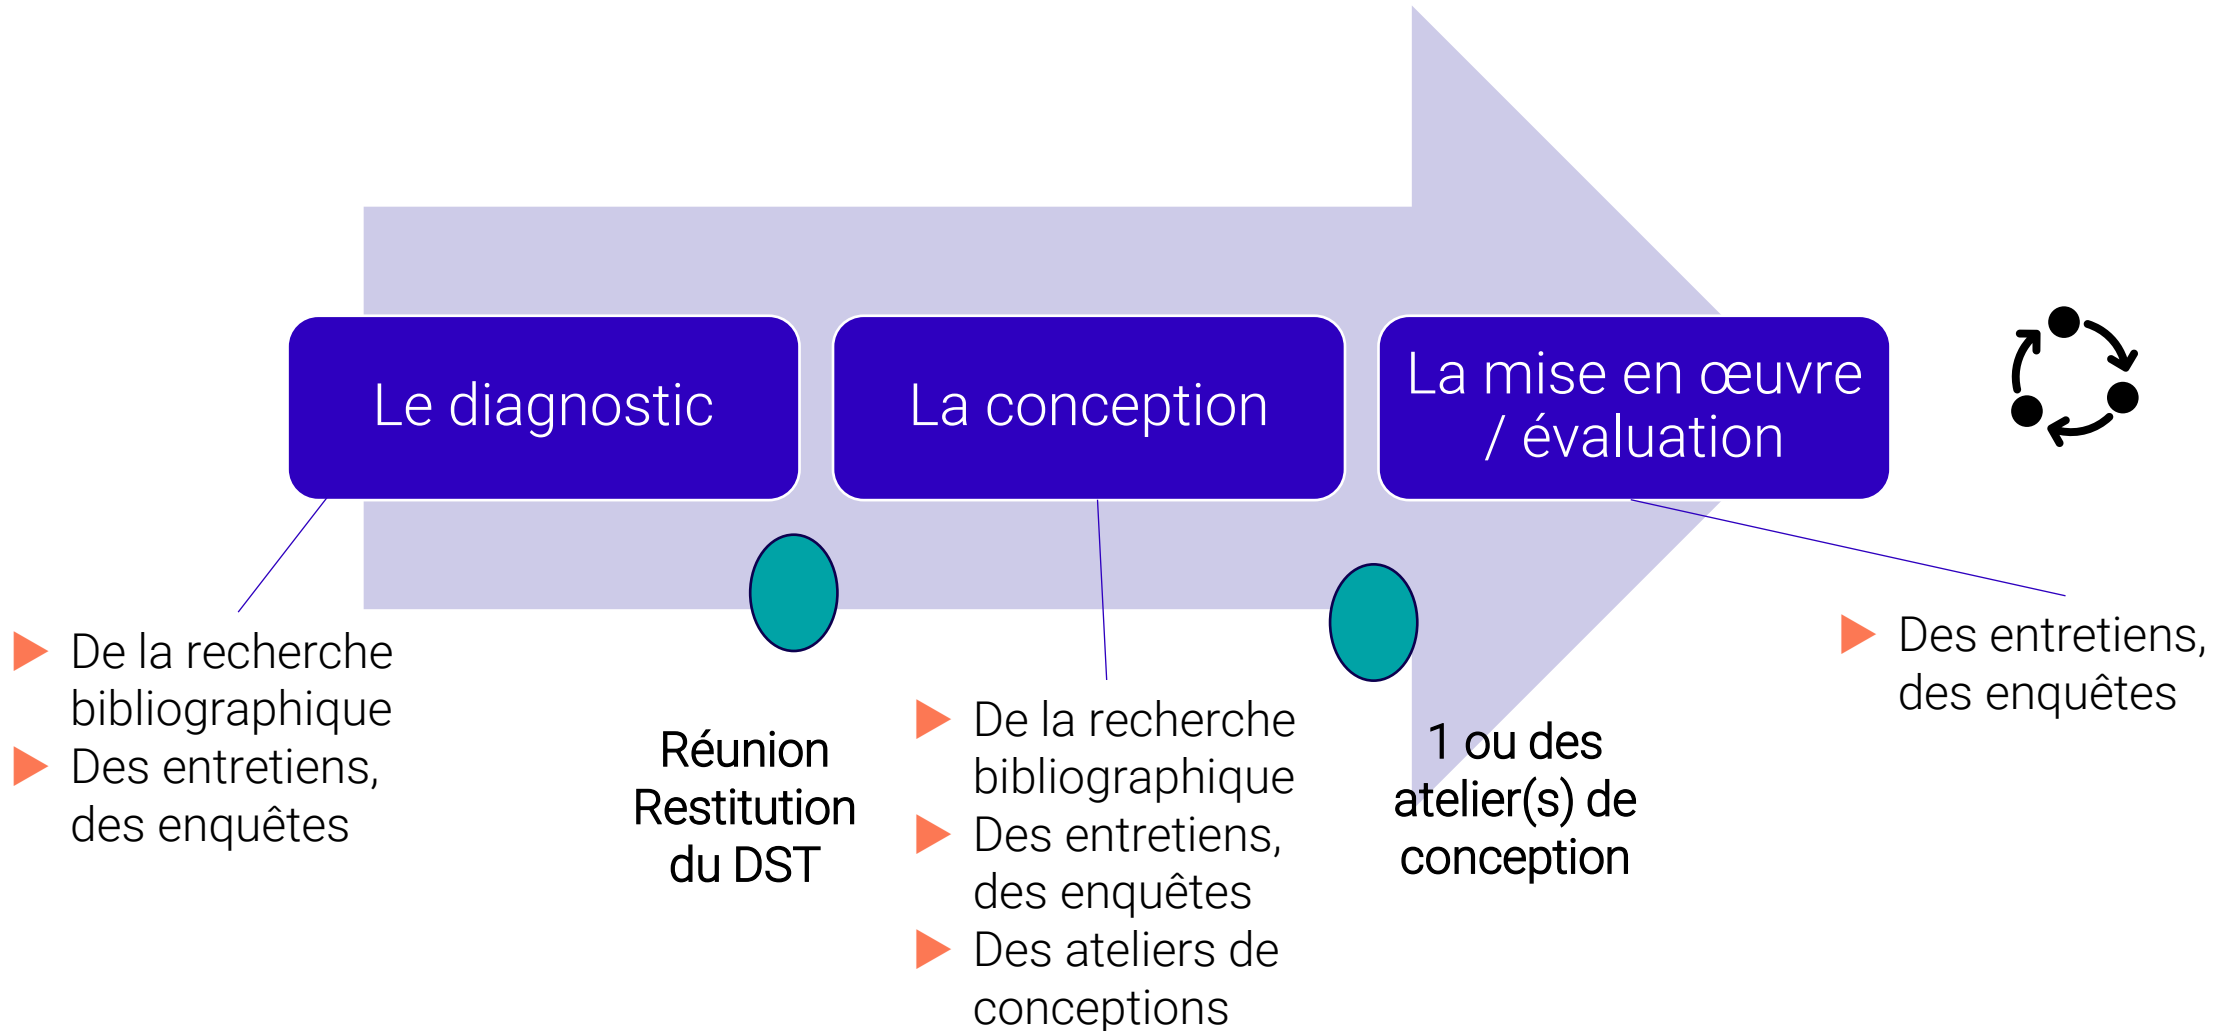 Le diagnostic
La conception
La mise en œuvre
/ évaluation
De la recherche
bibliographique
Des entretiens,
des enquêtes
Réunion
Restitution
du DST
De la recherche
bibliographique
Des entretiens,
des enquêtes
Des ateliers de
conceptions
1 ou des
atelier(s) de
conception
Des entretiens,
des enquêtes